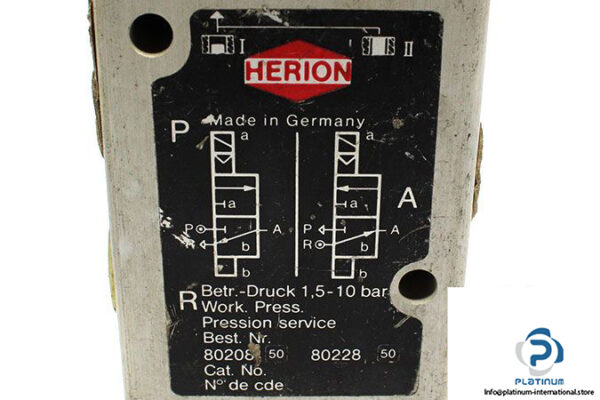 I II
HERION
Made in Germany
P a a
a a A
P A P A
R b R b
b b
R Betr.-Druck 1,5-10 bar
Work. Press.
Pression service
Best. Nr.
80208 50 80228 50
Cat. No.
N° de cde
PLATINUM
Info@platinum-international.store